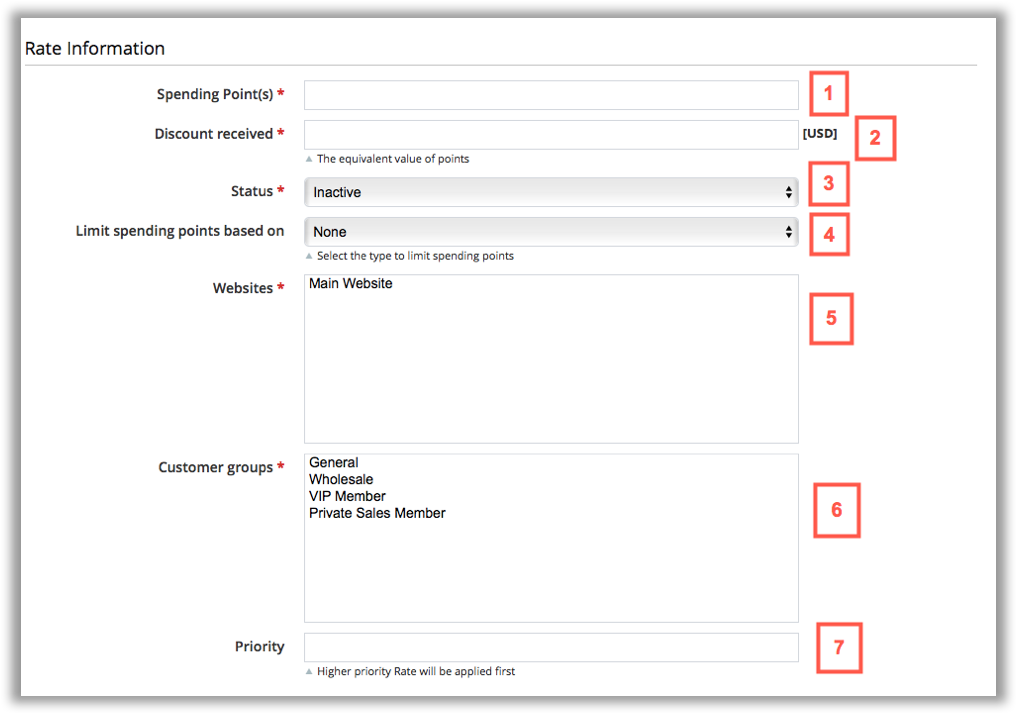 Rate Information
Spending Point(s) * 1
Discount received * [USD] 2
▲ The equivalent value of points
Status * Inactive 3
Limit spending points based on None 4
▲ Select the type to limit spending points
Websites * Main Website
5
Customer groups * General
Wholesale
VIP Member
Private Sales Member
6
Priority 7
▲ Higher priority Rate will be applied first